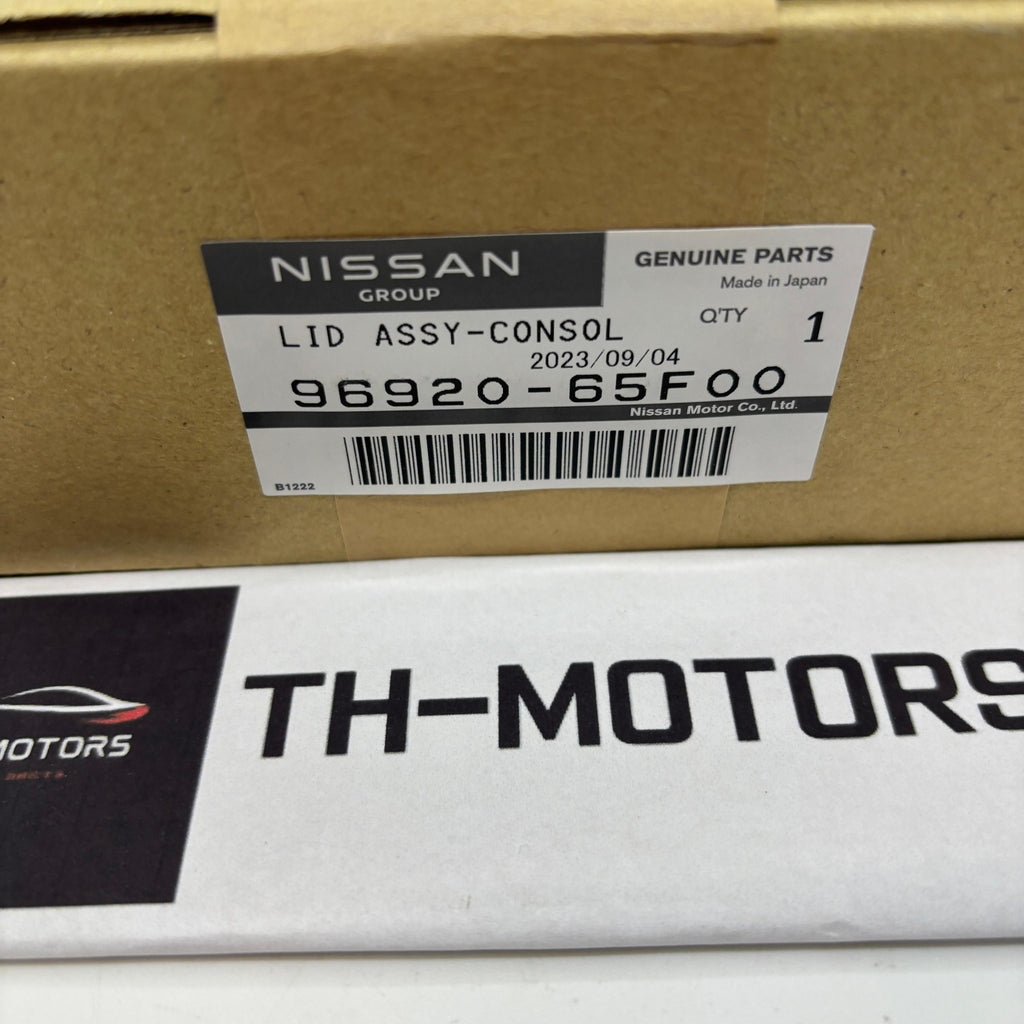 NISSAN
GROUP
GENUINE PARTS
Made in Japan
LID ASSY-CONSOL
Q'TY 1
2023/09/04
96920-65F00
Nissan Motor Co., Ltd.
B1222
TH-MOTORS
MOTORS